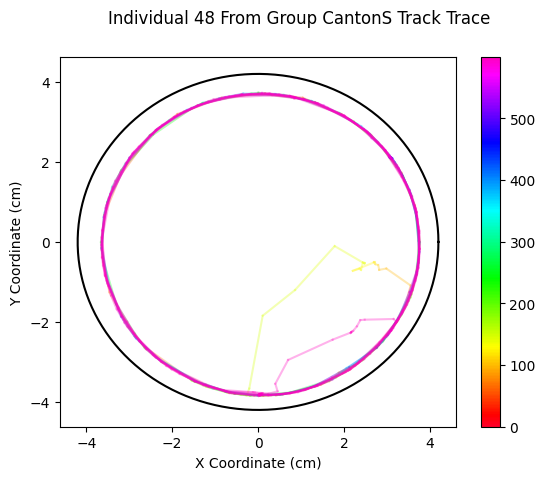 Individual 48 From Group CantonS Track Trace
4
2
0
−2
−4
Y Coordinate (cm)
−4 −2 0 2 4
X Coordinate (cm)
500
400
300
200
100
0